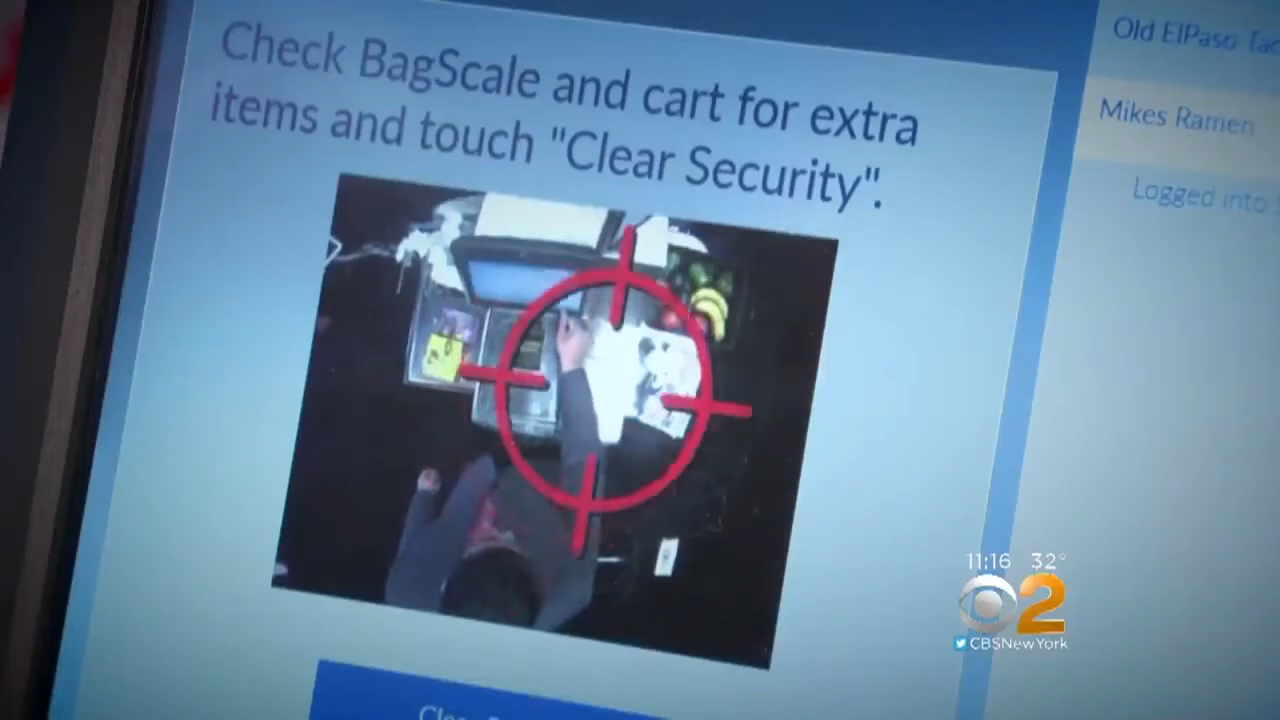 Check BagScale and cart for extra
items and touch "Clear Security".
Old ElPaso
Mikes Ramen
Logged into
11:16 32°
2
CBSNewYork